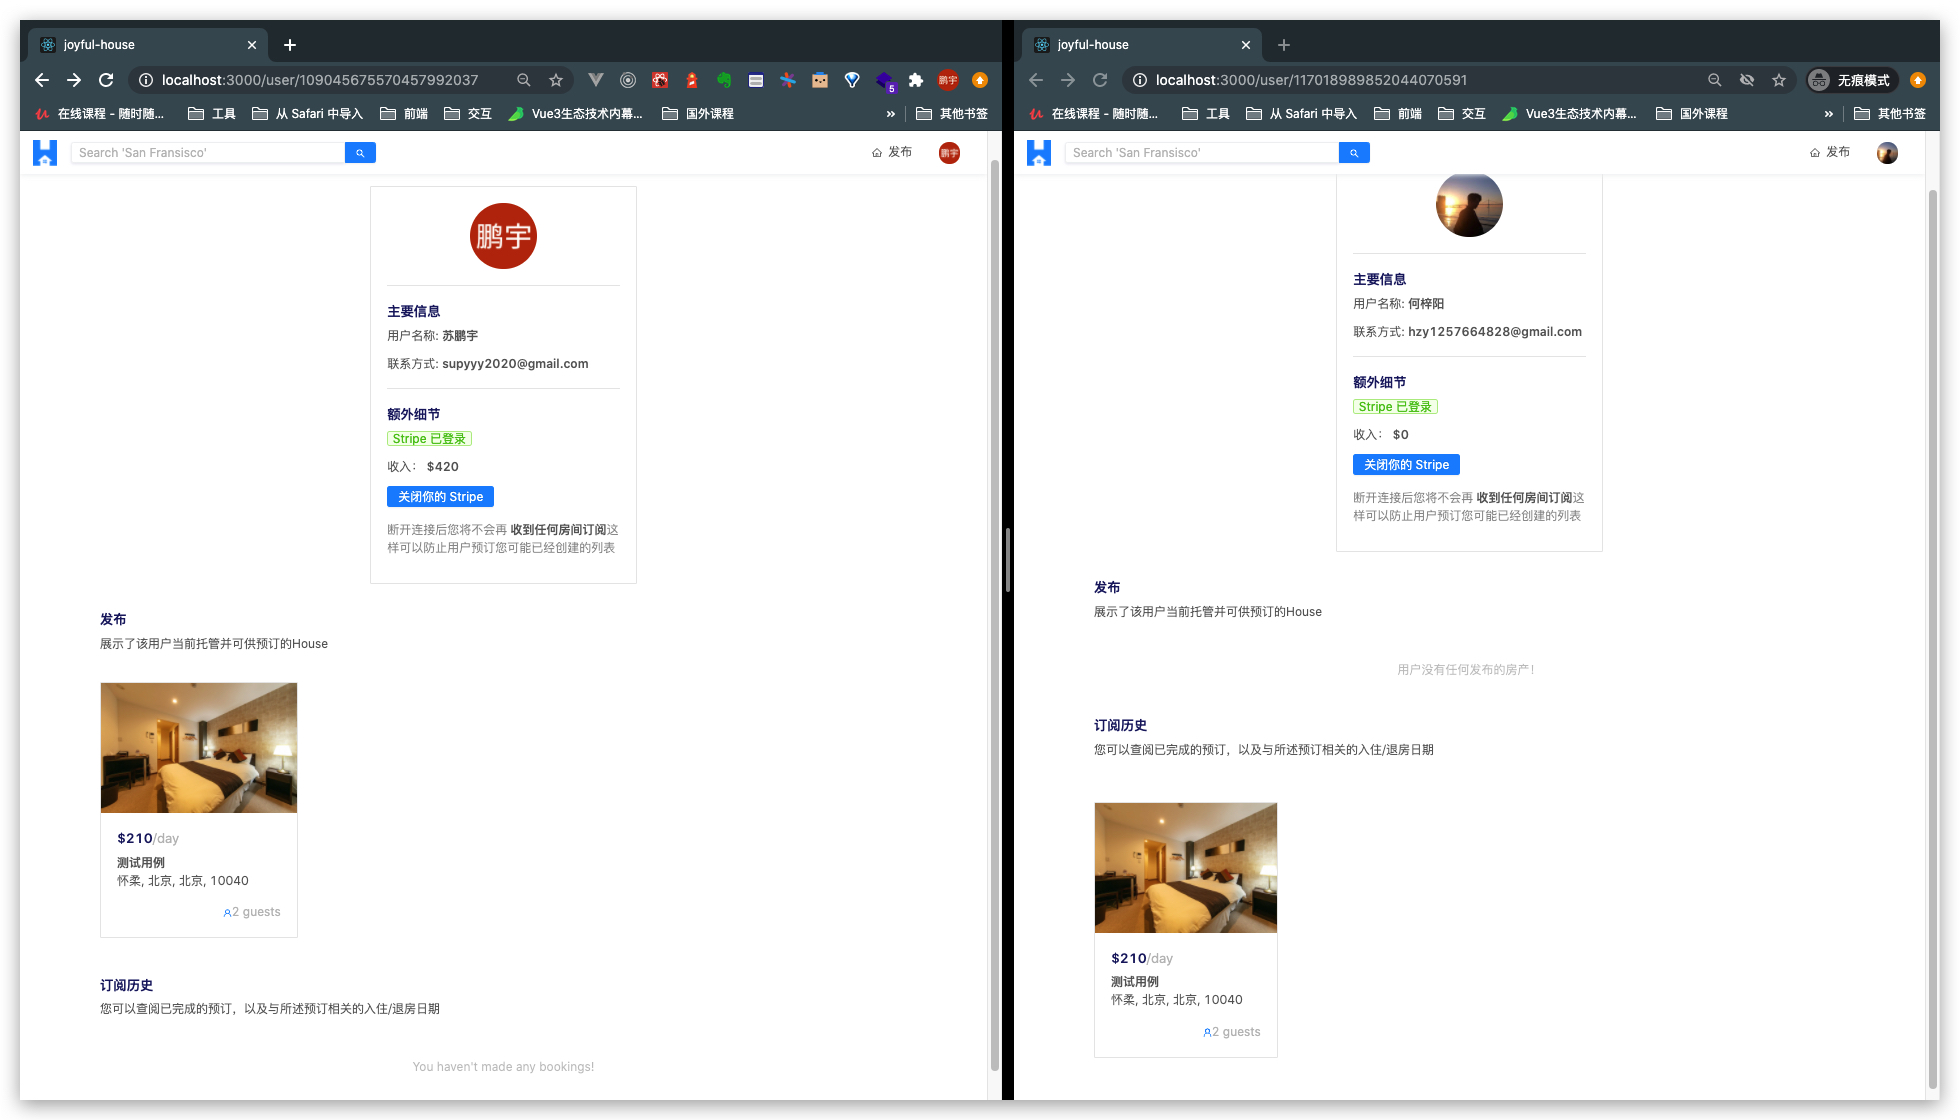 joyful-house
localhost:3000/user/109045675570457992037
5
鹏宇
在线课程 - 随时随...
工具
从 Safari 中导入
前端
交互
Vue3生态技术内幕...
国外课程
»
其他书签
Search 'San Fransisco'
发布
鹏宇
鹏宇
主要信息
用户名称: 苏鹏宇
联系方式: supyyy2020@gmail.com
额外细节
Stripe 已登录
收入： $420
关闭你的 Stripe
断开连接后您将不会再 收到任何房间订阅这
样可以防止用户预订您可能已经创建的列表
发布
展示了该用户当前托管并可供预订的House
$210/day
测试用例
怀柔, 北京, 北京, 10040
2 guests
订阅历史
您可以查阅已完成的预订，以及与所述预订相关的入住/退房日期
You haven't made any bookings!
joyful-house
localhost:3000/user/117018989852044070591
无痕模式
在线课程 - 随时随...
工具
从 Safari 中导入
前端
交互
Vue3生态技术内幕...
国外课程
»
其他书签
Search 'San Fransisco'
发布
主要信息
用户名称: 何梓阳
联系方式: hzy1257664828@gmail.com
额外细节
Stripe 已登录
收入： $0
关闭你的 Stripe
断开连接后您将不会再 收到任何房间订阅这
样可以防止用户预订您可能已经创建的列表
发布
展示了该用户当前托管并可供预订的House
用户没有任何发布的房产！
订阅历史
您可以查阅已完成的预订，以及与所述预订相关的入住/退房日期
$210/day
测试用例
怀柔, 北京, 北京, 10040
2 guests